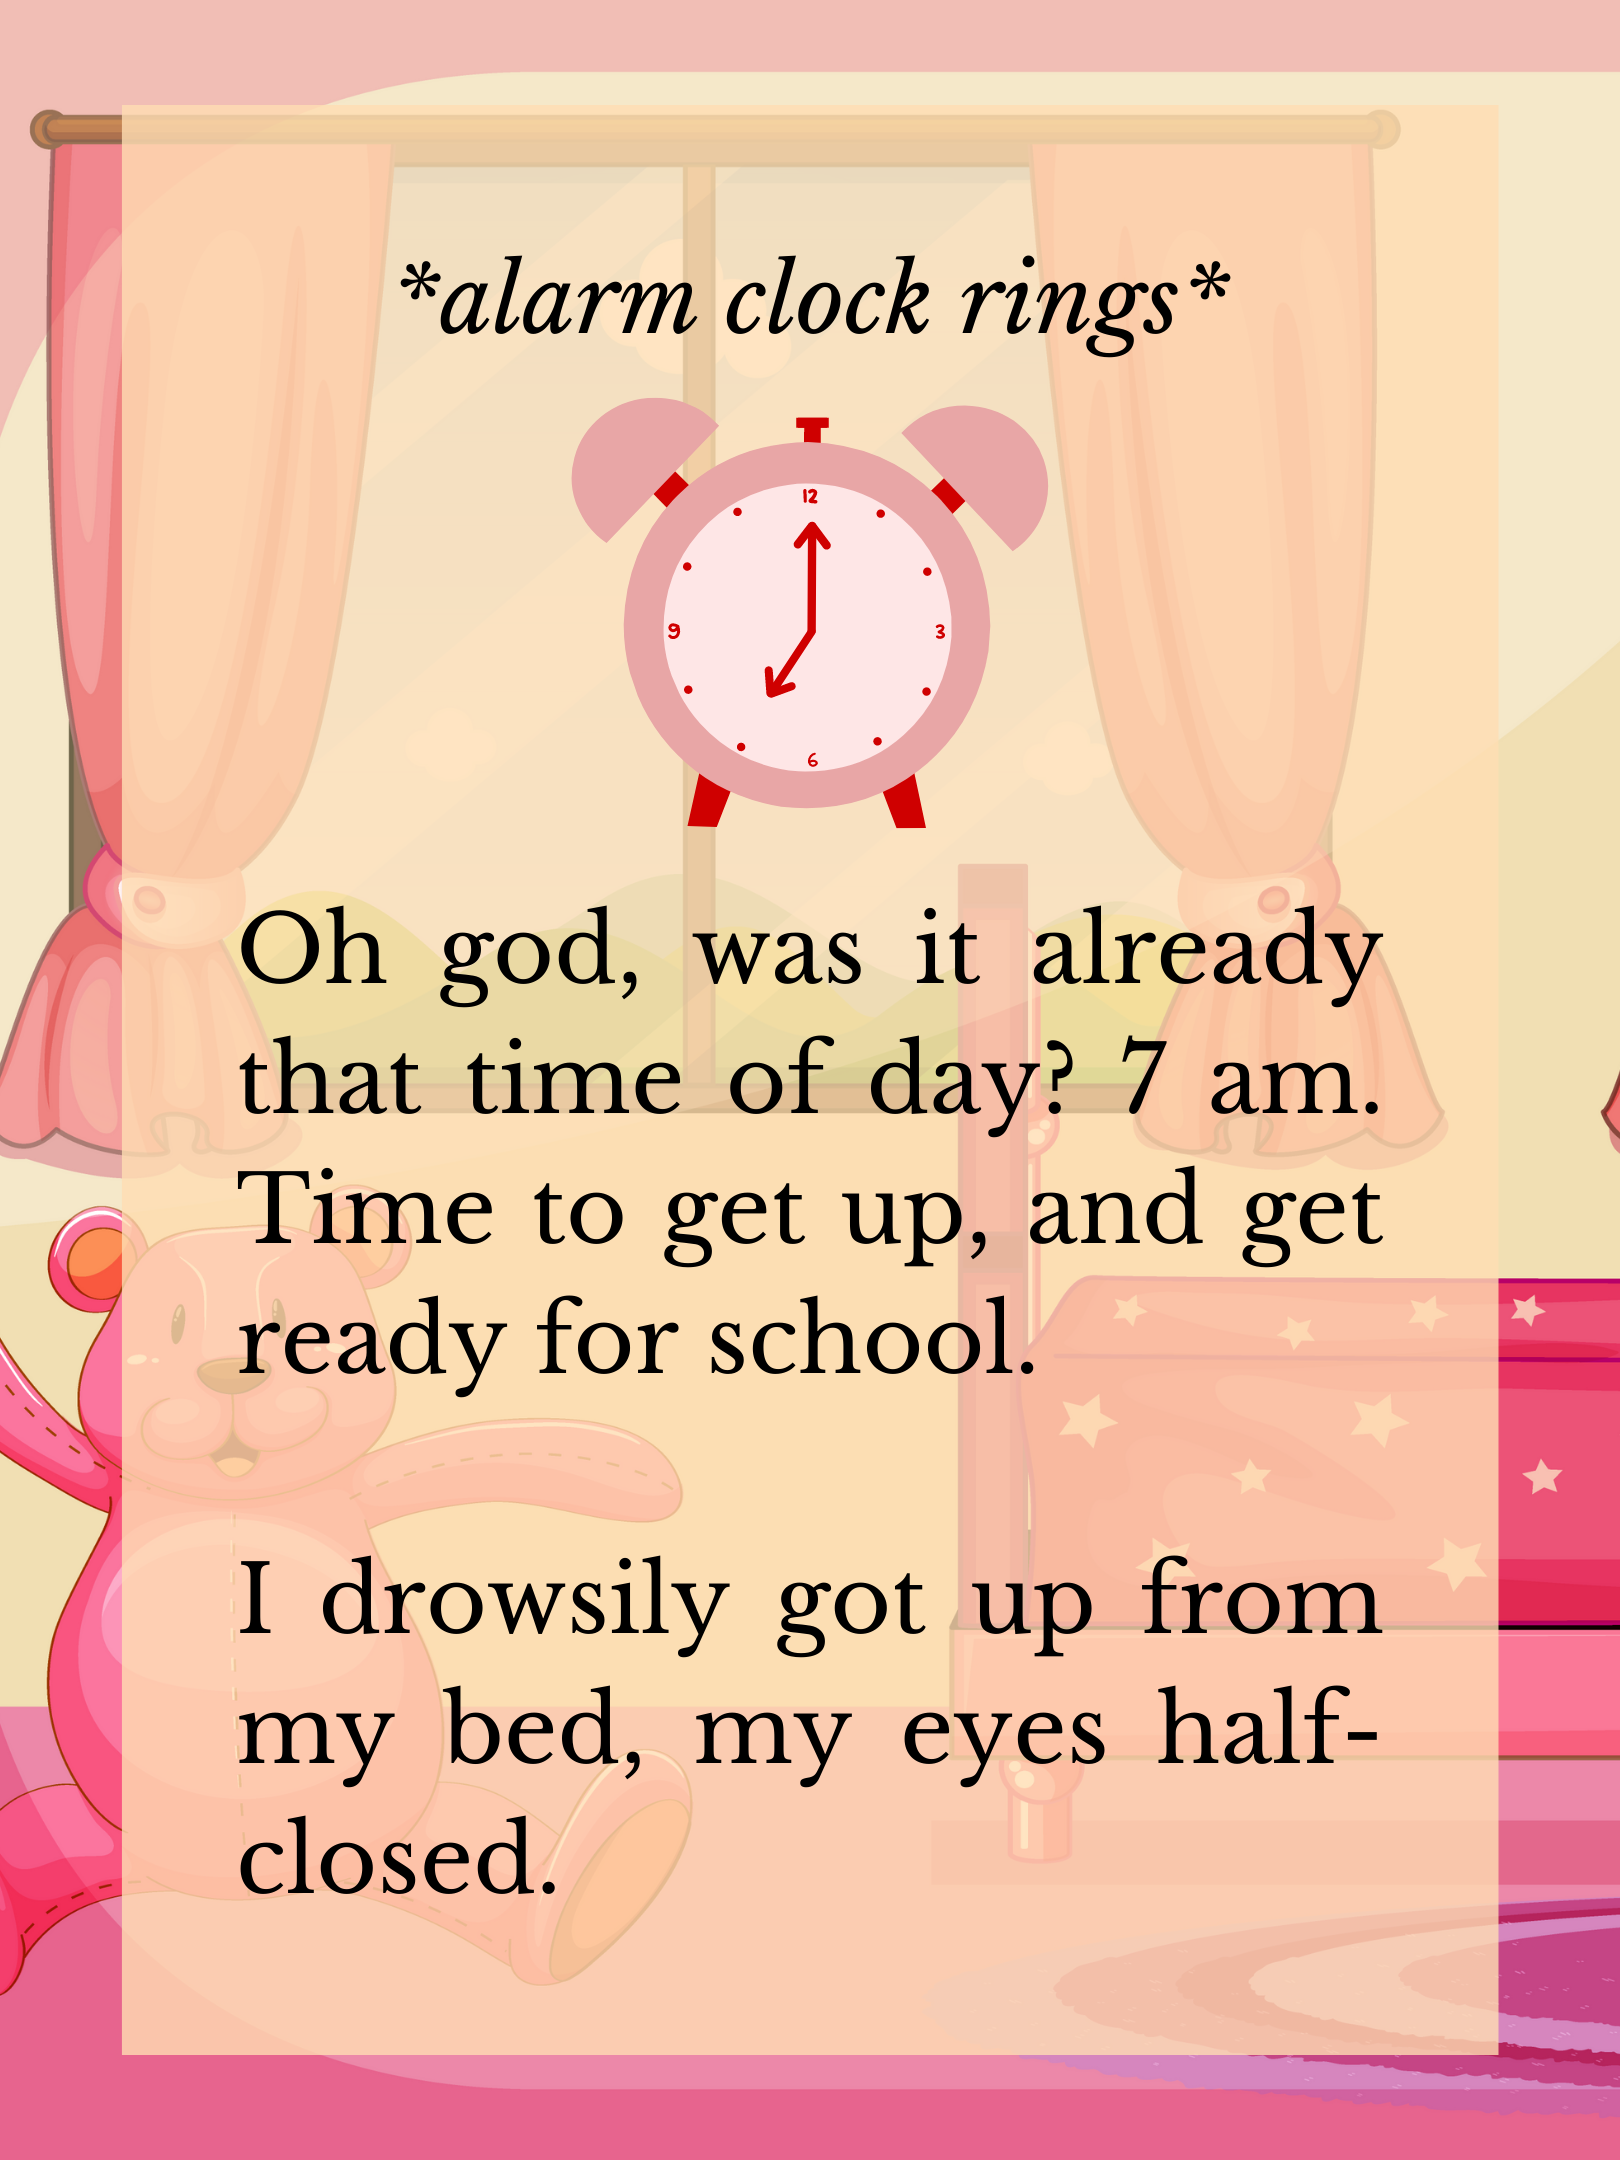 *alarm clock rings*
12
9
3
6
Oh god, was it already
that time of day? 7 am.
Time to get up, and get
ready for school.
I drowsily got up from
my bed, my eyes half-
closed.